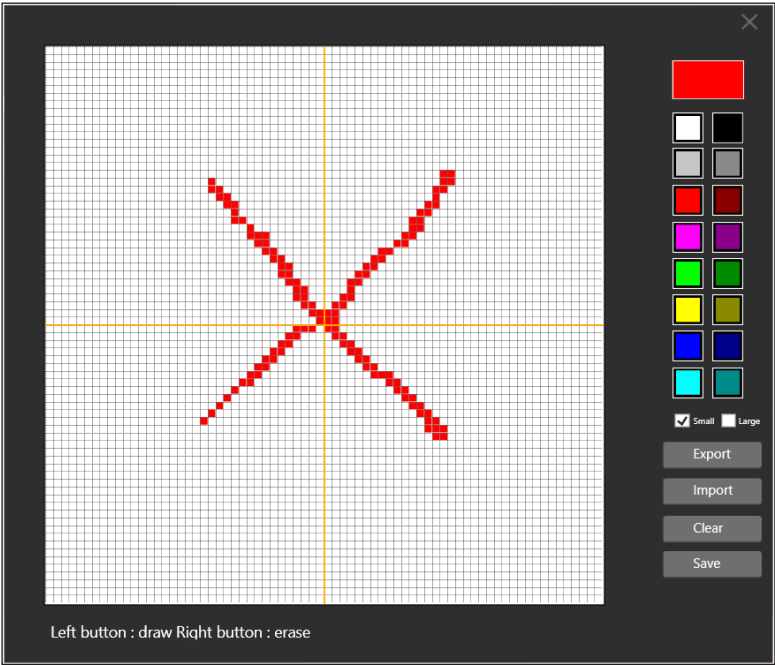 Small Large
Export
Import
Clear
Save
Left button : draw Right button : erase